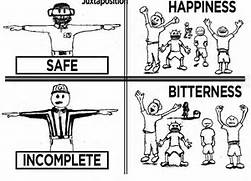 Juxtaposition
HAPPINESS
SAFE
BITTERNESS
INCOMPLETE